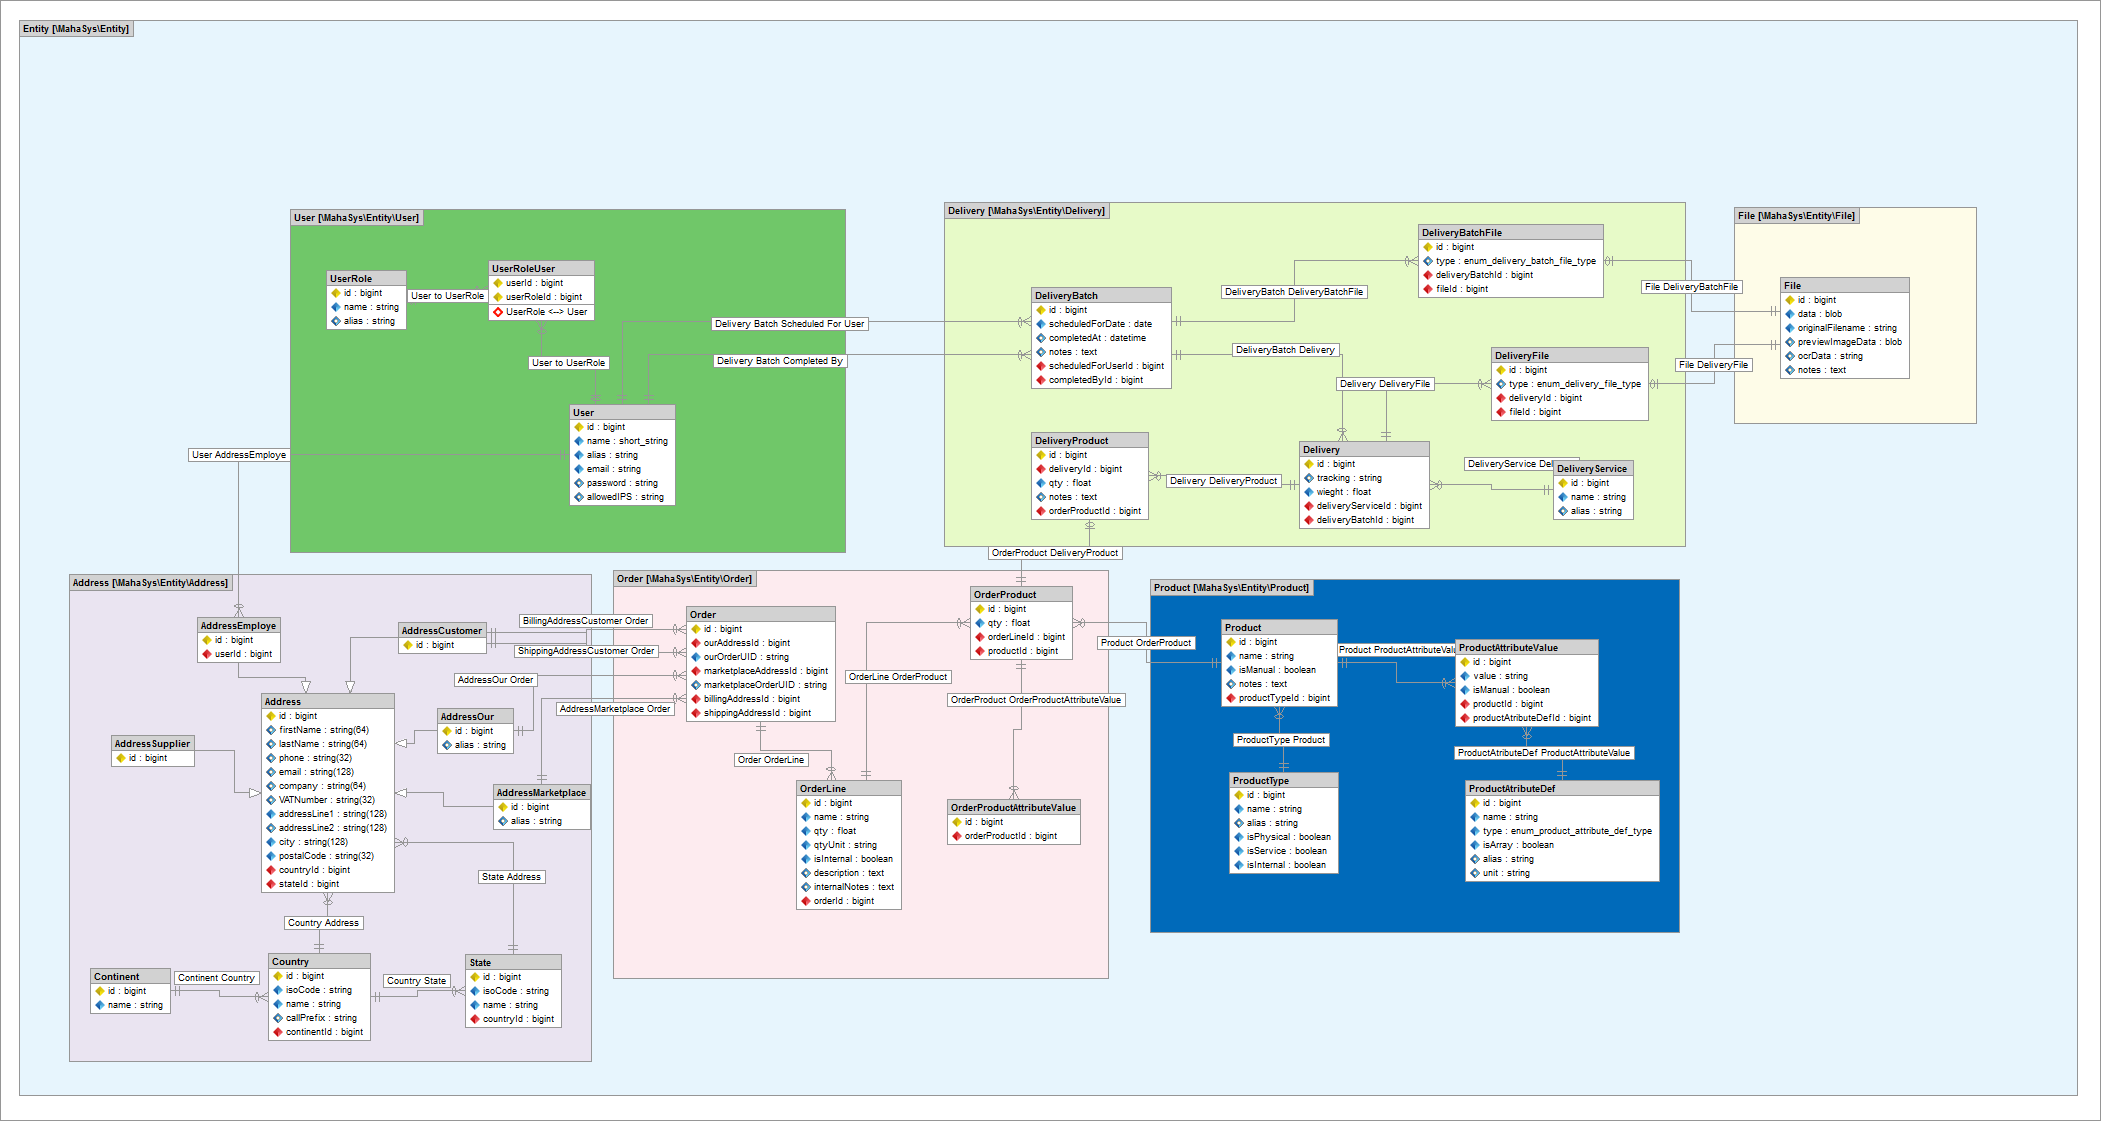 Entity [\MahaSys\Entity]
User [\MahaSys\Entity\User]
UserRole
id : bigint
name : string
alias : string
User to UserRole
UserRoleUser
userId : bigint
userRoleId : bigint
UserRole <--> User
User to UserRole
User
id : bigint
name : short_string
alias : string
email : string
password : string
allowedIPS : string
User AddressEmploye
Delivery Batch Scheduled For User
Delivery Batch Completed By
Delivery [\MahaSys\Entity\Delivery]
DeliveryBatch
id : bigint
scheduledForDate : date
completedAt : datetime
notes : text
scheduledForUserId : bigint
completedById : bigint
DeliveryBatch DeliveryBatchFile
DeliveryBatchFile
id : bigint
type : enum_delivery_batch_file_type
deliveryBatchId : bigint
fileId : bigint
DeliveryBatch Delivery
Delivery DeliveryFile
DeliveryFile
id : bigint
type : enum_delivery_file_type
deliveryId : bigint
fileId : bigint
DeliveryProduct
id : bigint
deliveryId : bigint
qty : float
notes : text
orderProductId : bigint
Delivery DeliveryProduct
Delivery
id : bigint
tracking : string
wieght : float
deliveryServiceId : bigint
deliveryBatchId : bigint
DeliveryService Del
DeliveryService
id : bigint
name : string
alias : string
File DeliveryBatchFile
File DeliveryFile
File [\MahaSys\Entity\File]
File
id : bigint
data : blob
originalFilename : string
previewImageData : blob
ocrData : string
notes : text
OrderProduct DeliveryProduct
Address [\MahaSys\Entity\Address]
AddressEmploye
id : bigint
userId : bigint
AddressCustomer
id : bigint
Address
id : bigint
firstName : string(64)
lastName : string(64)
phone : string(32)
email : string(128)
company : string(64)
VATNumber : string(32)
addressLine1 : string(128)
addressLine2 : string(128)
city : string(128)
postalCode : string(32)
countryId : bigint
stateId : bigint
AddressSupplier
id : bigint
AddressOur
id : bigint
alias : string
AddressMarketplace
id : bigint
alias : string
State Address
Country Address
Continent
id : bigint
name : string
Continent Country
Country
id : bigint
isoCode : string
name : string
callPrefix : string
continentId : bigint
Country State
State
id : bigint
isoCode : string
name : string
countryId : bigint
BillingAddressCustomer Order
ShippingAddressCustomer Order
AddressOur Order
AddressMarketplace Order
Order [\MahaSys\Entity\Order]
Order
id : bigint
ourAddressId : bigint
ourOrderUID : string
marketplaceAddressId : bigint
marketplaceOrderUID : string
billingAddressId : bigint
shippingAddressId : bigint
Order OrderLine
OrderLine
id : bigint
name : string
qty : float
qtyUnit : string
isInternal : boolean
description : text
internalNotes : text
orderId : bigint
OrderLine OrderProduct
OrderProduct
id : bigint
qty : float
orderLineId : bigint
productId : bigint
OrderProduct OrderProductAttributeValue
OrderProductAttributeValue
id : bigint
orderProductId : bigint
Product OrderProduct
Product [\MahaSys\Entity\Product]
Product
id : bigint
name : string
isManual : boolean
notes : text
productTypeId : bigint
Product ProductAttributeValu
ProductAttributeValue
id : bigint
value : string
isManual : boolean
productId : bigint
productAtributeDefId : bigint
ProductType Product
ProductAtributeDef ProductAttributeValue
ProductType
id : bigint
name : string
alias : string
isPhysical : boolean
isService : boolean
isInternal : boolean
ProductAtributeDef
id : bigint
name : string
type : enum_product_attribute_def_type
isArray : boolean
alias : string
unit : string